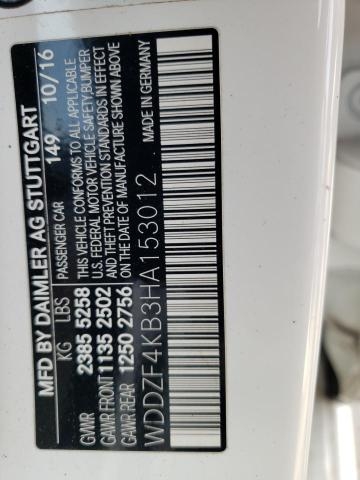 MFD BY DAIMLER AG STUTTGART
149 10/16
KG LBS PASSENGER CAR
GVWR 2385 5258
GAWR FRONT 1135 2502
GAWR REAR 1250 2756
THIS VEHICLE CONFORMS TO ALL APPLICABLE
U.S. FEDERAL MOTOR VEHICLE SAFETY,BUMPER
AND THEFT PREVENTION STANDARDS IN EFFECT
ON THE DATE OF MANUFACTURE SHOWN ABOVE
MADE IN GERMANY
WDDZF4KB3HA153012